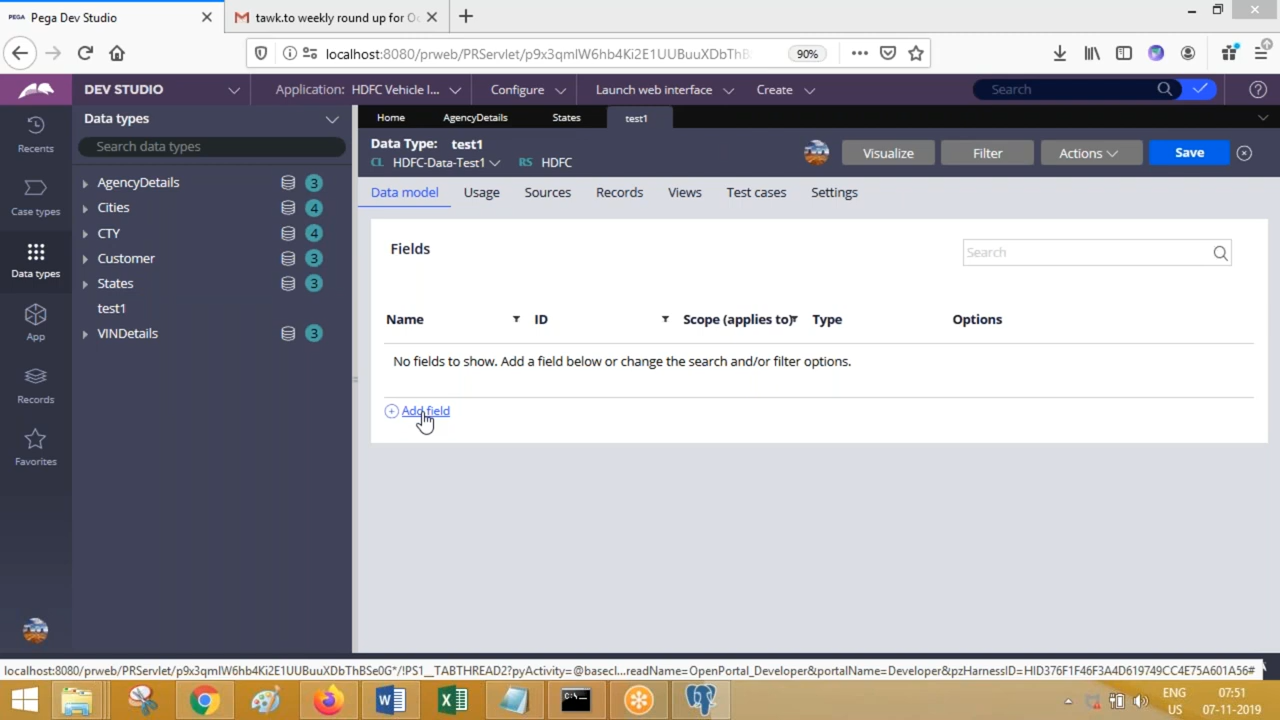 PEGA Pega Dev Studio
tawk.to weekly round up for Oc
localhost:8080/prweb/PRServlet/p9x3qmlW6hb4Ki2E1UUBuuXDbThB
90%
DEV STUDIO
Application: HDFC Vehicle I...
Configure
Launch web interface
Create
Search
Recents
Case types
Data types
App
Records
Favorites
Data types
Search data types
AgencyDetails 3
Cities 4
CTY 4
Customer 3
States 3
test1
VINDetails 3
Home AgencyDetails States test1
Data Type: test1
CL HDFC-Data-Test1 RS HDFC
Visualize Filter Actions Save
Data model Usage Sources Records Views Test cases Settings
Fields
Search
Name ID Scope (applies to) Type Options
No fields to show. Add a field below or change the search and/or filter options.
Add field
localhost:8080/prweb/PRServlet/p9x3qmlW6hb4Ki2E1UUBuuXDbThBSe0G*/!PS1__TABTHREAD2?pyActivity=@basecl...readName=OpenPortal_Developer&portalName=Developer&pzHarnessID=HID376F1F46F3A4D619749CC4E75A601A56#
ENG 07:51
US 07-11-2019